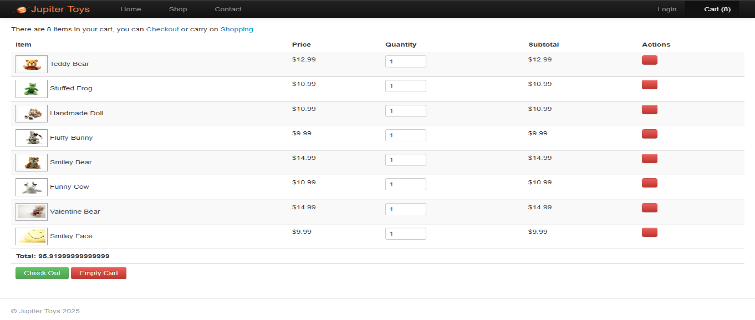 Jupiter Toys Home Shop Contact Login Cart (8)
There are 8 items in your cart, you can Checkout or carry on Shopping.
Item Price Quantity Subtotal Actions
Teddy Bear $12.99 1 $12.99
Stuffed Frog $10.99 1 $10.99
Handmade Doll $10.99 1 $10.99
Fluffy Bunny $9.99 1 $9.99
Smiley Bear $14.99 1 $14.99
Funny Cow $10.99 1 $10.99
Valentine Bear $14.99 1 $14.99
Smiley Face $9.99 1 $9.99
Total: 95.91999999999999
Check Out Empty Cart
© Jupiter Toys 2025